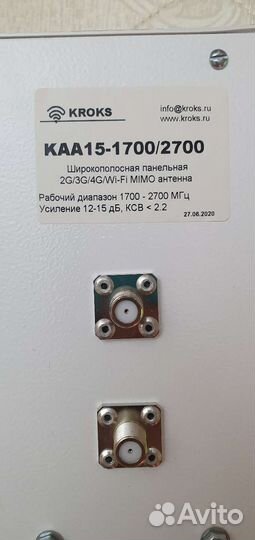 KROKS
info@kroks.ru
www.kroks.ru
KAA15-1700/2700
Широкополосная панельная
2G/3G/4G/Wi-Fi MIMO антенна
Рабочий диапазон 1700 - 2700 МГц
Усиление 12-15 дБ, КСВ < 2.2
27.08.2020
Avito